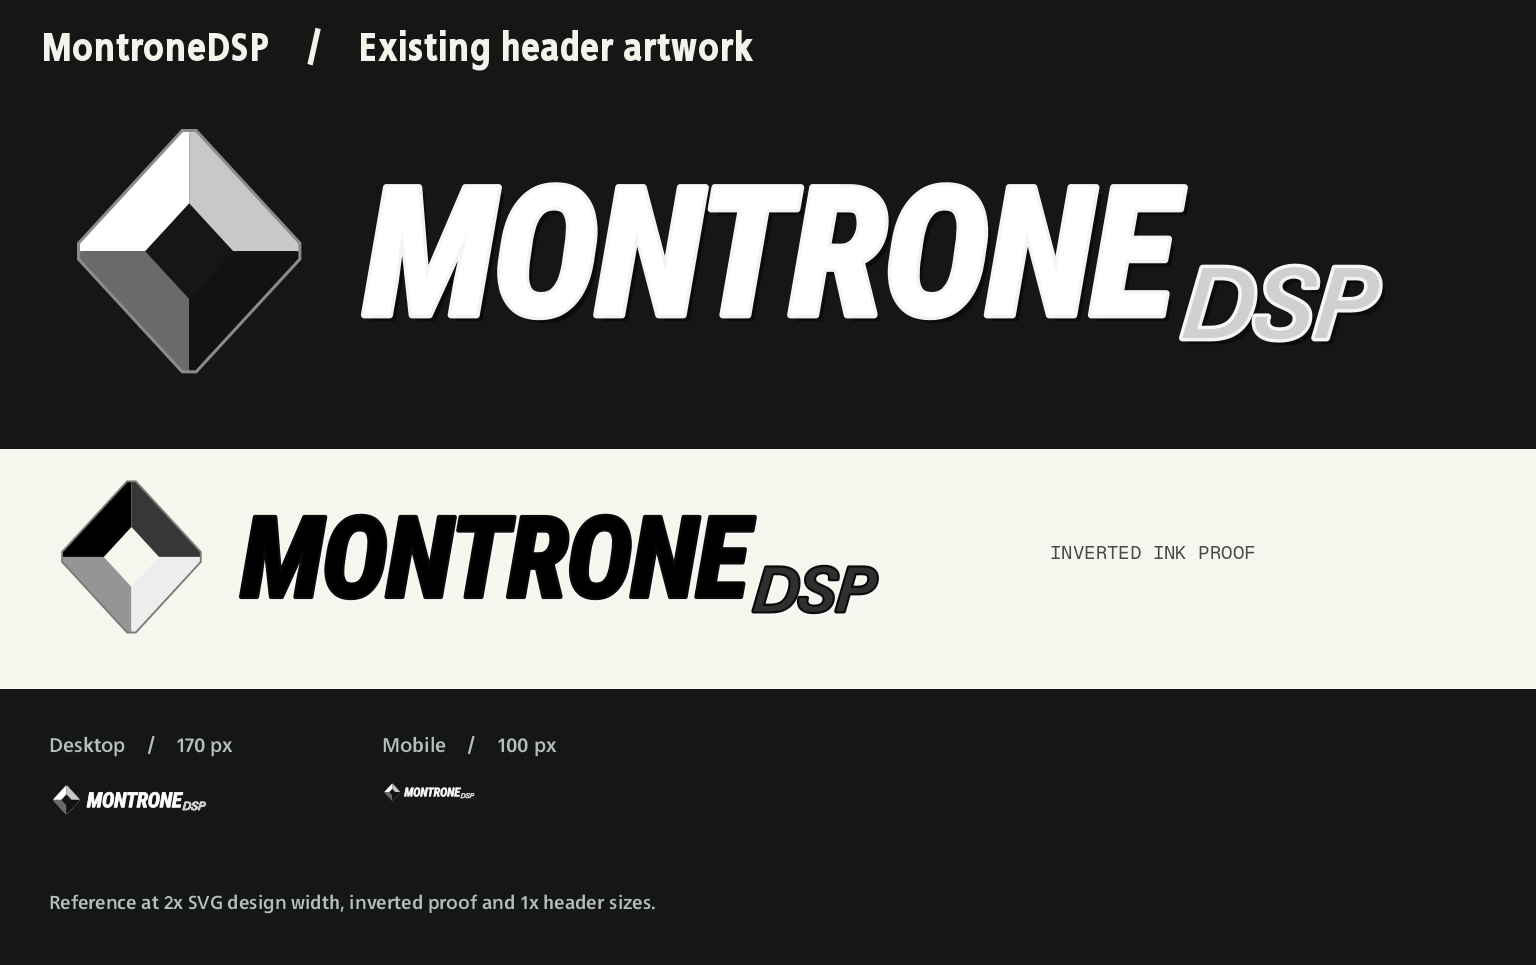 MontroneDSP / Existing header artwork
MONTRONE DSP
MONTRONE DSP
INVERTED INK PROOF
Desktop / 170 px
Mobile / 100 px
MONTRONE DSP
MONTRONE DSP
Reference at 2x SVG design width, inverted proof and 1x header sizes.